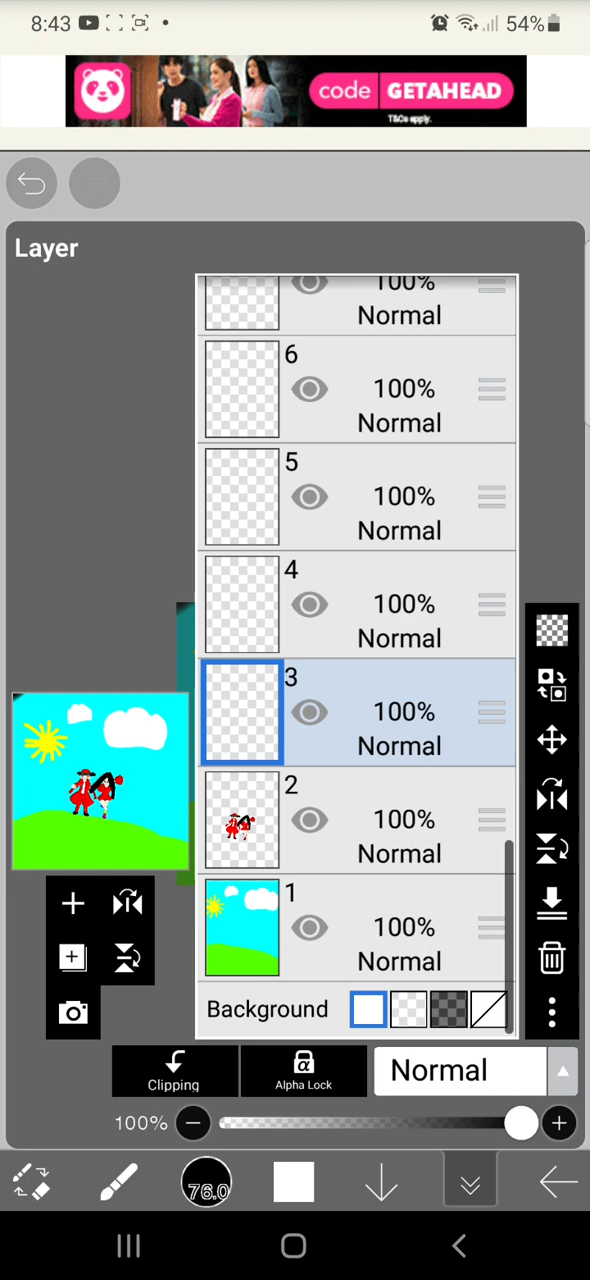 8:43
54%
code GETAHEAD
T&Cs apply.
Layer
100%
Normal
6
100%
Normal
5
100%
Normal
4
100%
Normal
3
100%
Normal
2
100%
Normal
1
100%
Normal
Background
Clipping
α
Alpha Lock
Normal
100%
76.0